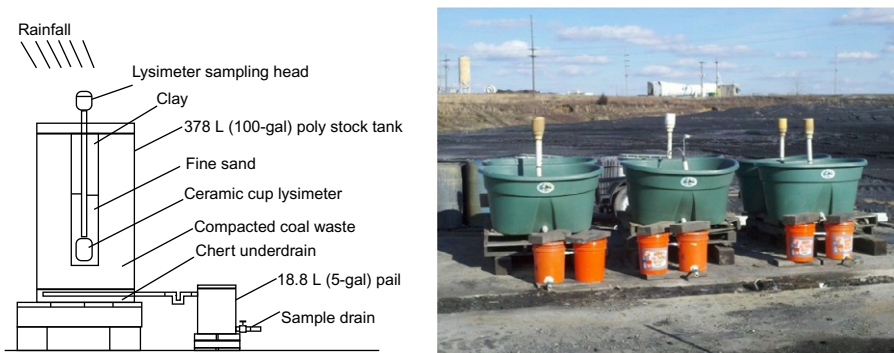 Rainfall
Lysimeter sampling head
Clay
378 L (100-gal) poly stock tank
Fine sand
Ceramic cup lysimeter
Compacted coal waste
Chert underdrain
18.8 L (5-gal) pail
Sample drain